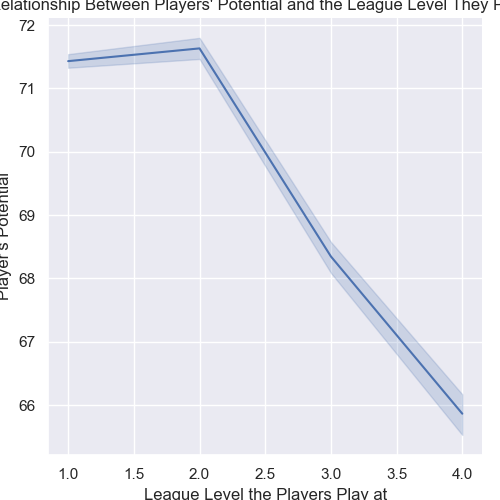 elationship Between Players' Potential and the League Level They P
72
71
70
69
68
67
66
Player's Potential
1.0 1.5 2.0 2.5 3.0 3.5 4.0
League Level the Players Play at